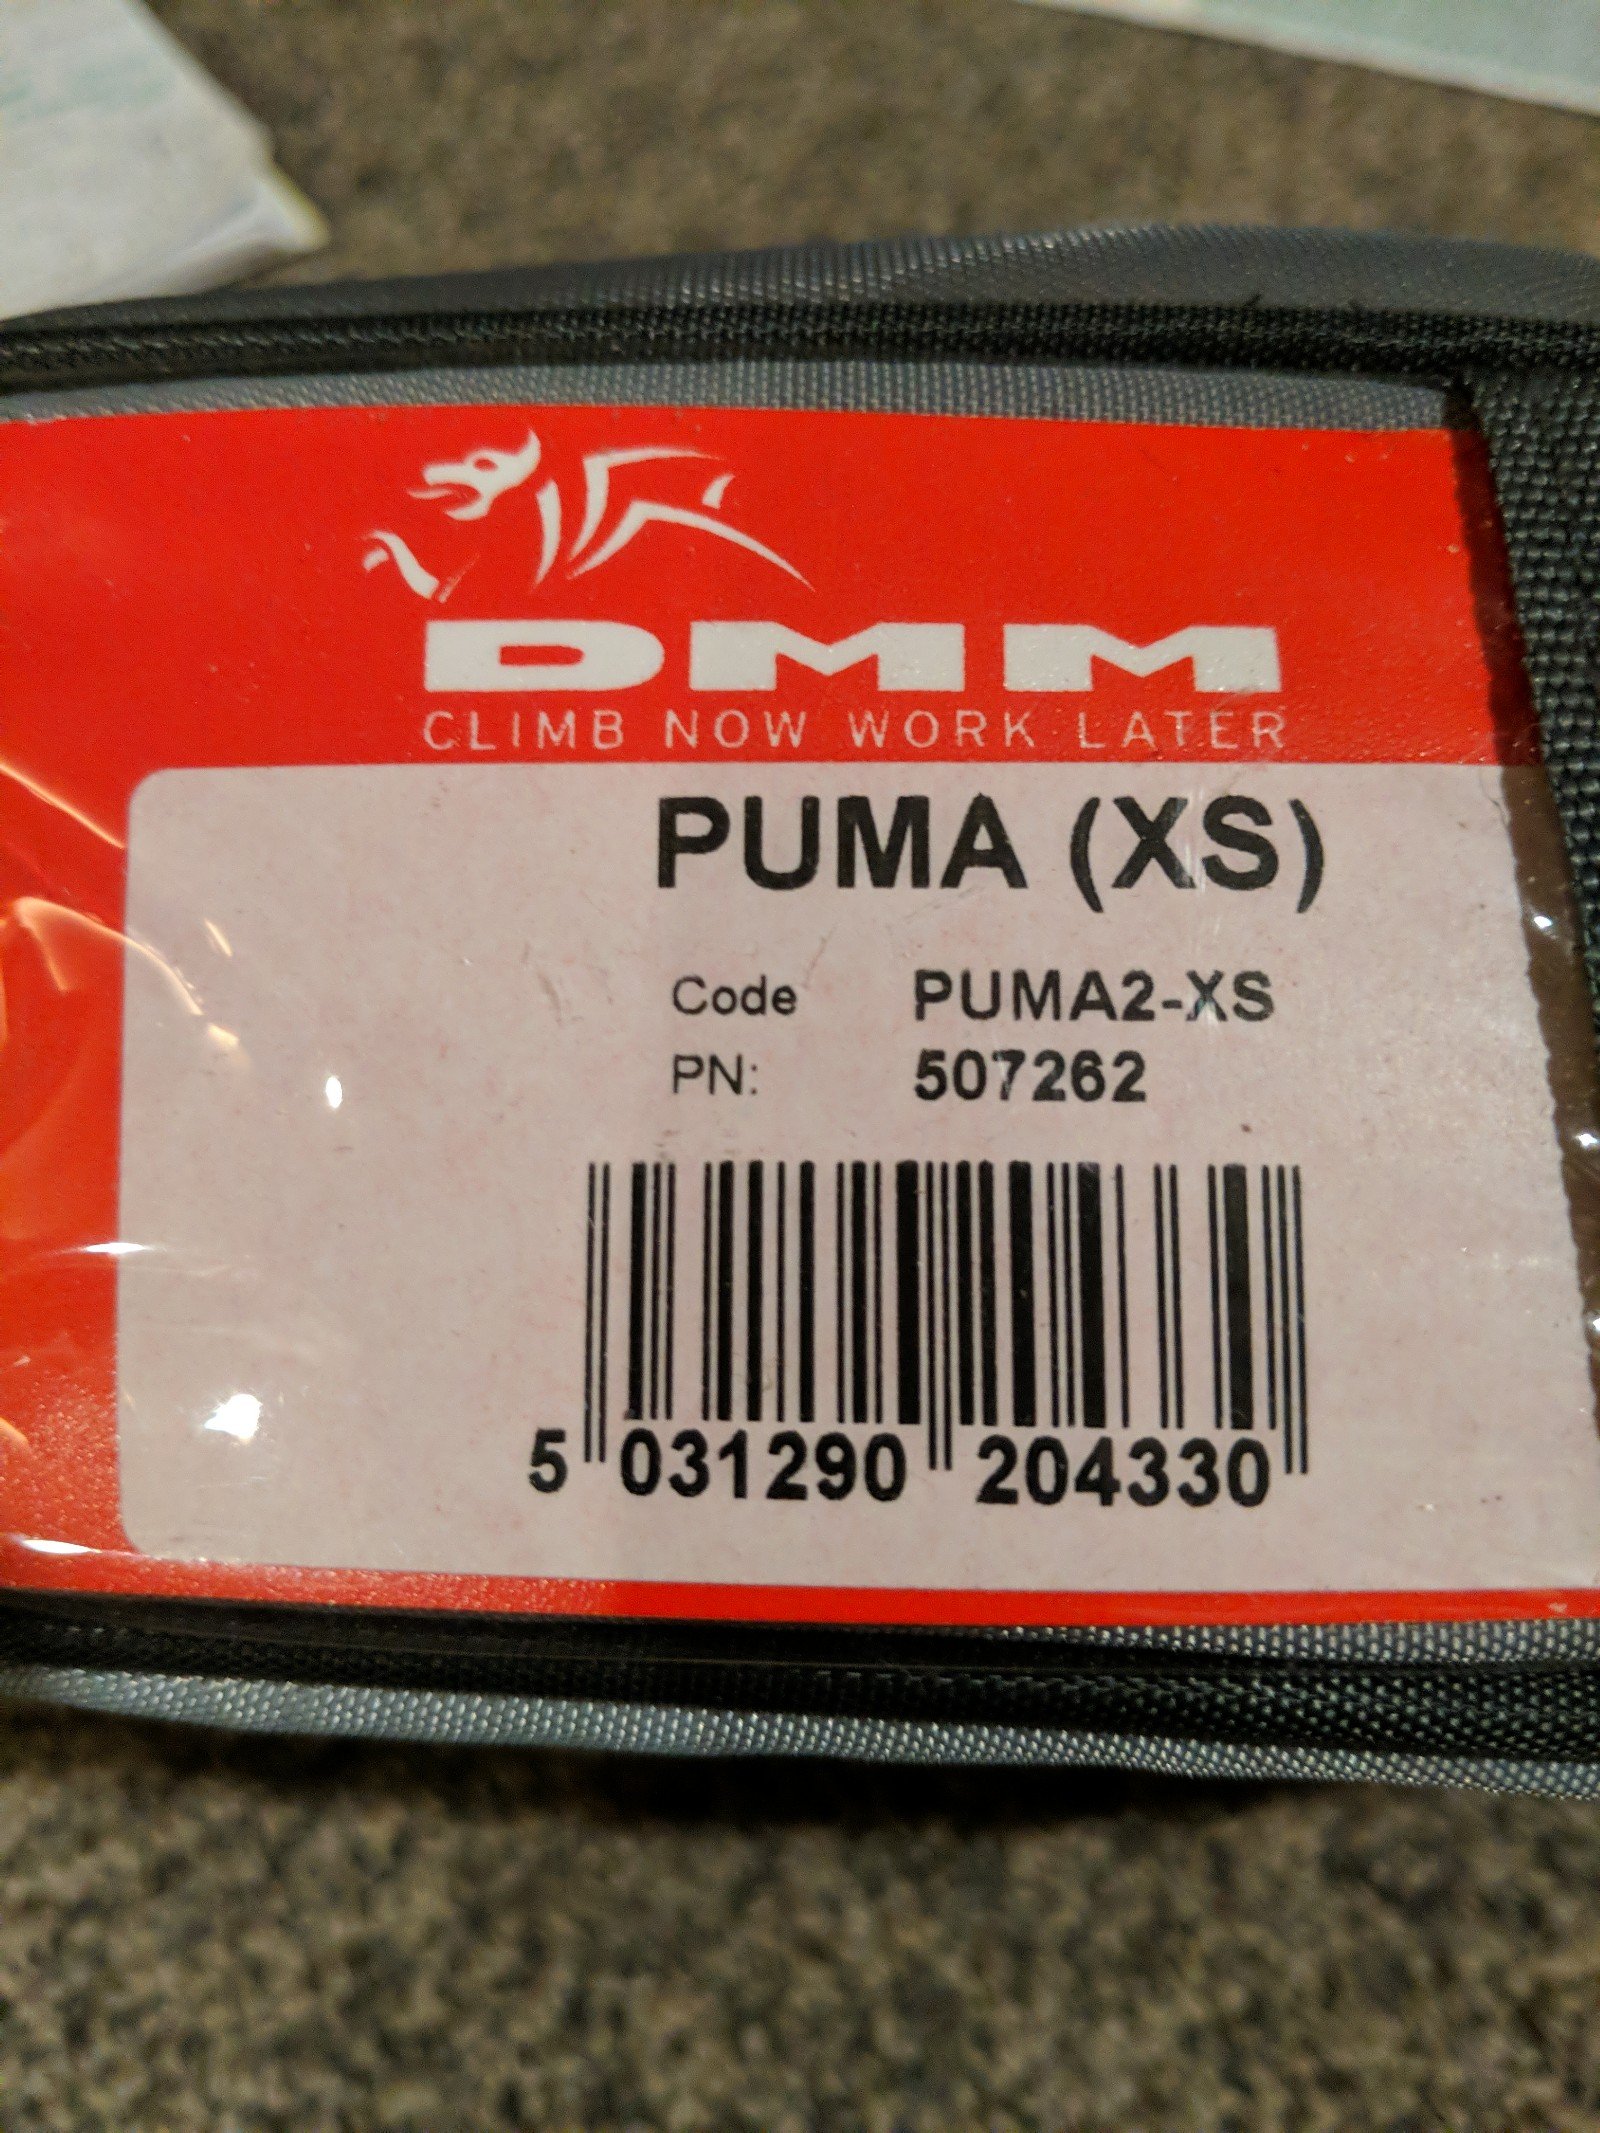 DMM
CLIMB NOW WORK LATER
PUMA (XS)
Code PUMA2-XS
PN: 507262
5 031290 204330